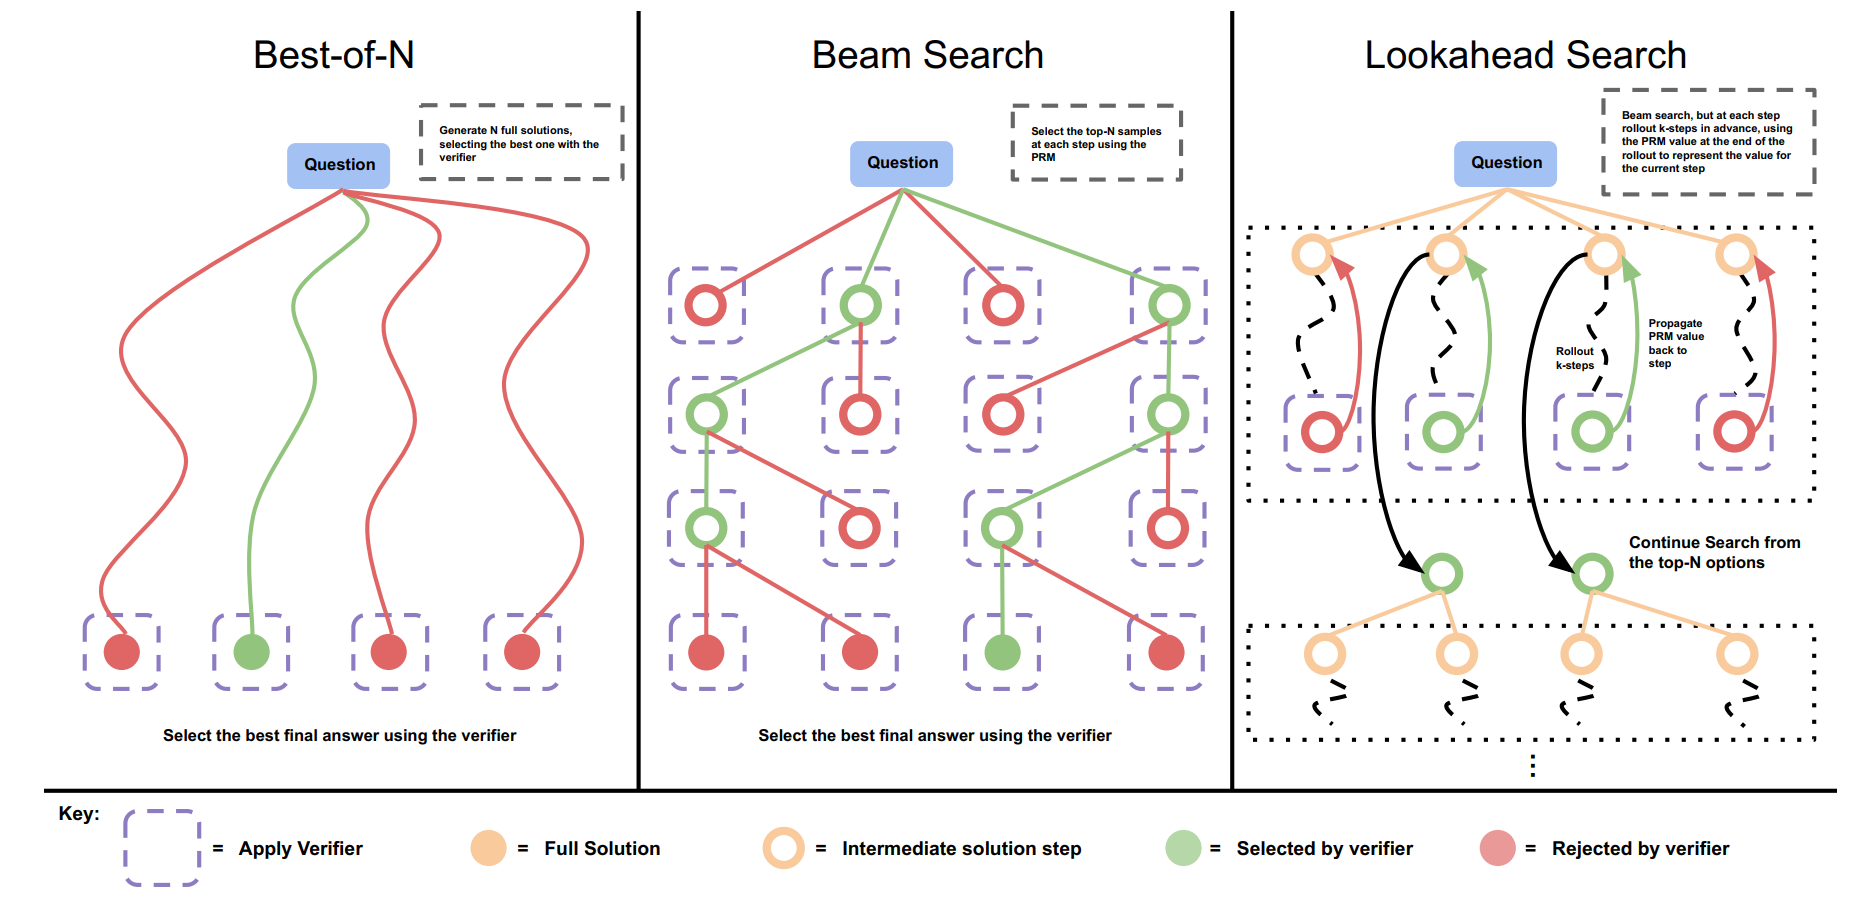 Best-of-N
Generate N full solutions,
selecting the best one with the
verifier
Question
Select the best final answer using the verifier
Beam Search
Select the top-N samples
at each step using the
PRM
Question
Select the best final answer using the verifier
Lookahead Search
Beam search, but at each step
rollout k-steps in advance, using
the PRM value at the end of the
rollout to represent the value for
the current step
Question
Rollout
k-steps
Propagate
PRM value
back to
step
Continue Search from
the top-N options
⋮
Key:
= Apply Verifier
= Full Solution
= Intermediate solution step
= Selected by verifier
= Rejected by verifier